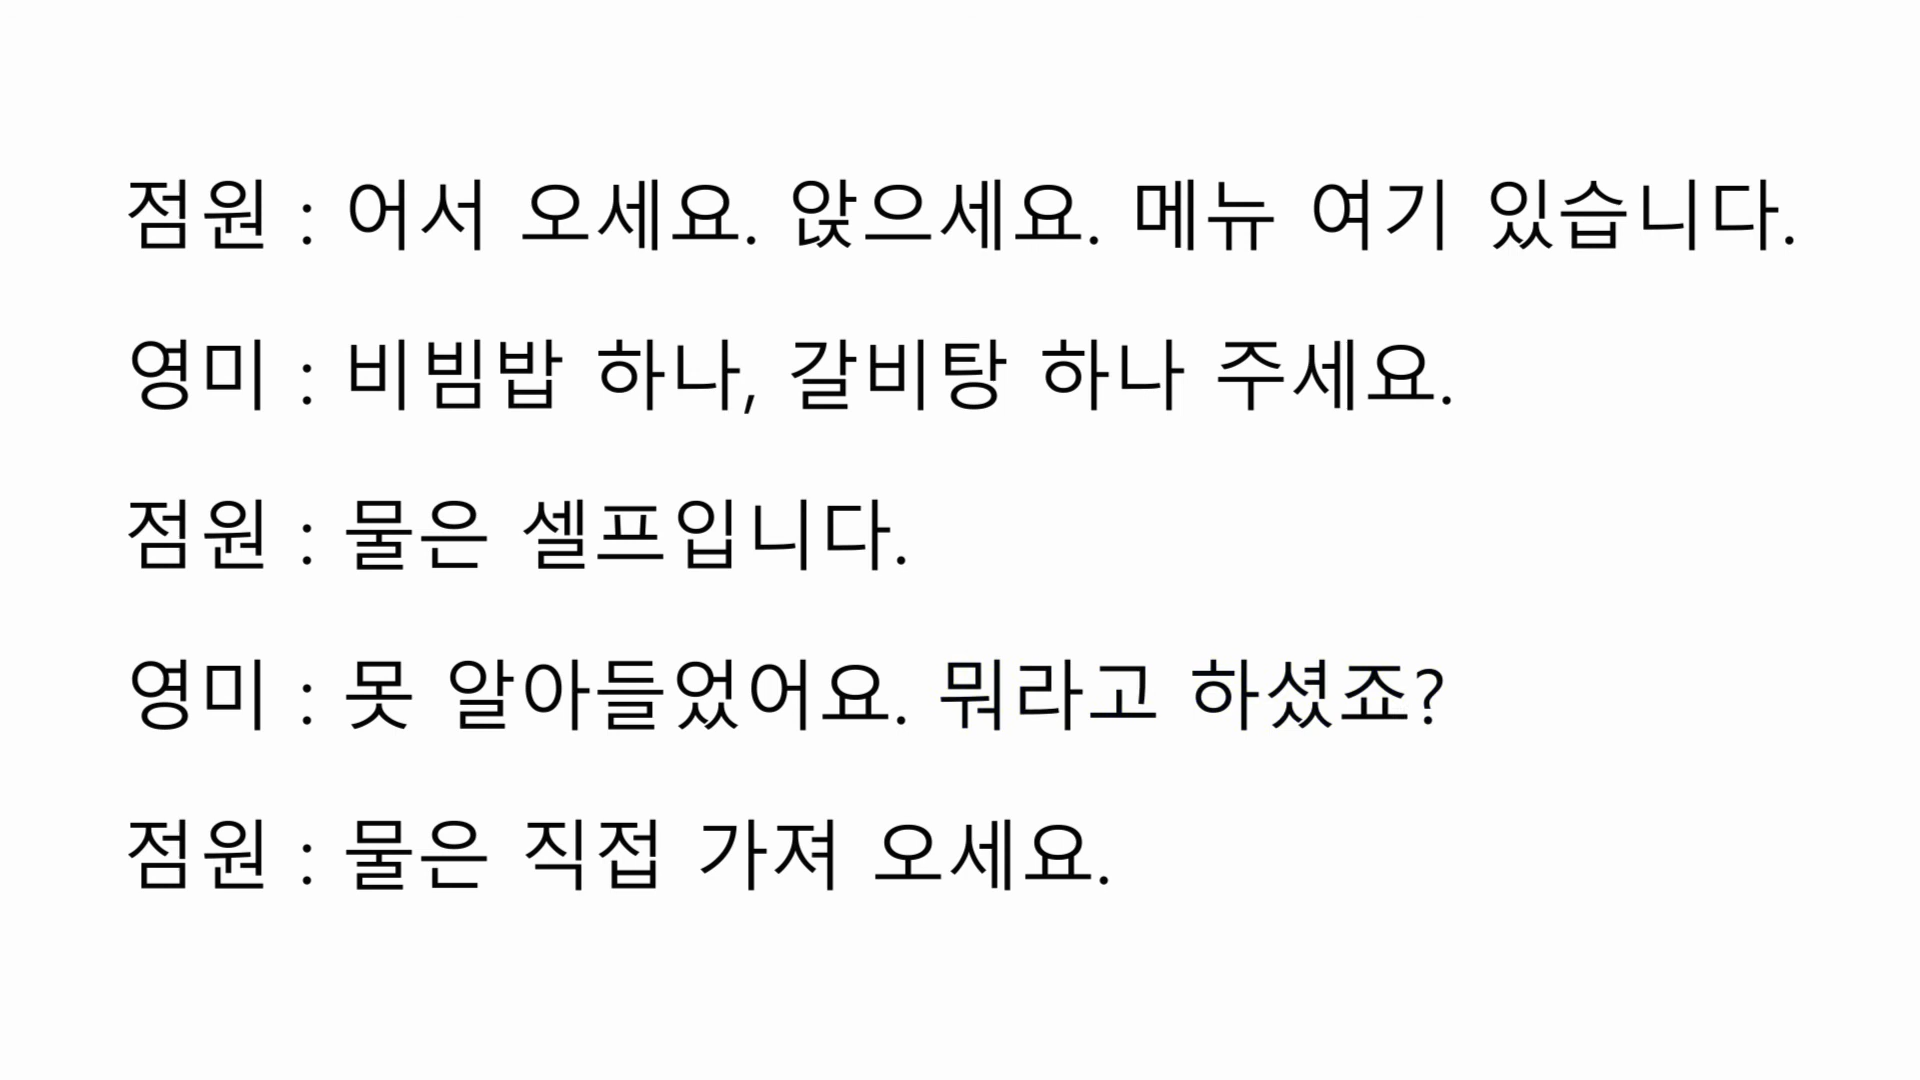 점원 : 어서 오세요. 앉으세요. 메뉴 여기 있습니다.
영미 : 비빔밥 하나, 갈비탕 하나 주세요.
점원 : 물은 셀프입니다.
영미 : 못 알아들었어요. 뭐라고 하셨죠?
점원 : 물은 직접 가져 오세요.